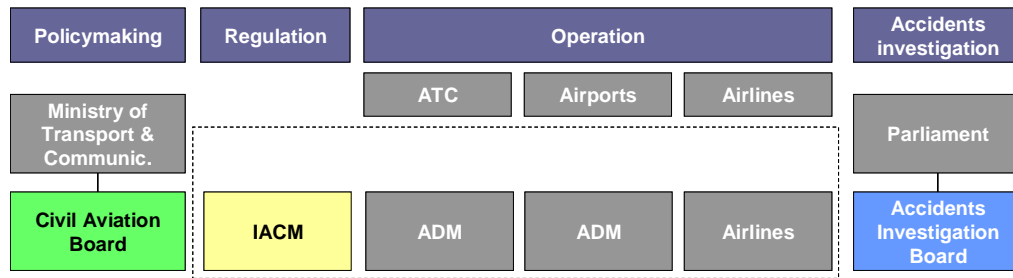 Policymaking
Regulation
Operation
Accidents
investigation
ATC
Airports
Airlines
Ministry of
Transport &
Communic.
Parliament
Civil Aviation
Board
IACM
ADM
ADM
Airlines
Accidents
Investigation
Board